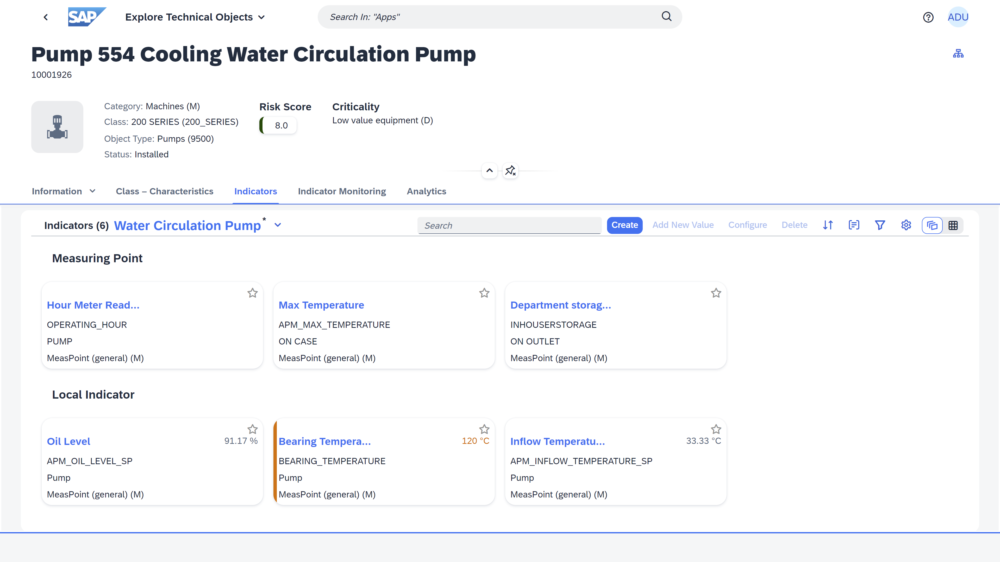 SAP Explore Technical Objects Search In: "Apps" ADU
Pump 554 Cooling Water Circulation Pump
10001926
Category: Machines (M)
Class: 200 SERIES (200_SERIES)
Object Type: Pumps (9500)
Status: Installed
Risk Score
8.0
Criticality
Low value equipment (D)
Information Class – Characteristics Indicators Indicator Monitoring Analytics
Indicators (6) Water Circulation Pump * Search Create Add New Value Configure Delete
Measuring Point
Hour Meter Read...
OPERATING_HOUR
PUMP
MeasPoint (general) (M)
Max Temperature
APM_MAX_TEMPERATURE
ON CASE
MeasPoint (general) (M)
Department storag...
INHOUSERSTORAGE
ON OUTLET
MeasPoint (general) (M)
Local Indicator
Oil Level 91.17 %
APM_OIL_LEVEL_SP
Pump
MeasPoint (general) (M)
Bearing Tempera... 120 °C
BEARING_TEMPERATURE
Pump
MeasPoint (general) (M)
Inflow Temperatu... 33.33 °C
APM_INFLOW_TEMPERATURE_SP
Pump
MeasPoint (general) (M)